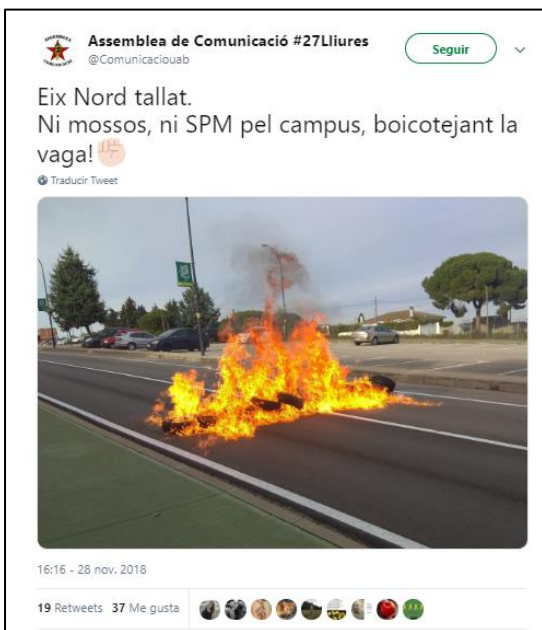 Assemblea de Comunicació #27Lliures
@Comunicaciouab
Seguir
Eix Nord tallat.
Ni mossos, ni SPM pel campus, boicotejant la
vaga!
Traducir Tweet
16:16 - 28 nov. 2018
19 Retweets 37 Me gusta